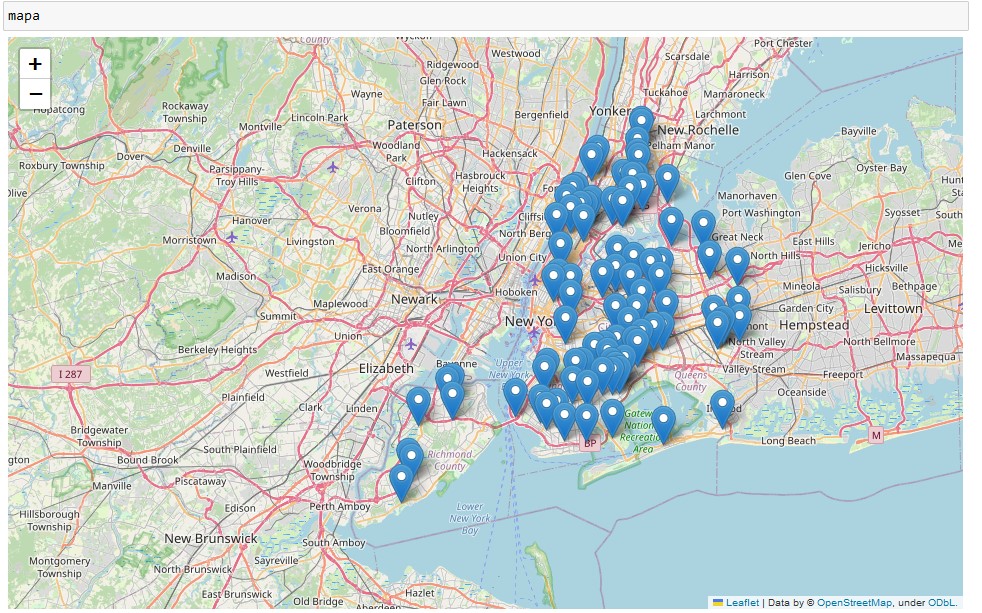 mapa
+
−
County
Wyckoff
Westwood
Port Chester
Scarsdale
Ridgewood
Harrison
Glen Rock
Wayne
Tuckahoe
Mamaroneck
Hopatcong
Rockaway
Township
Lincoln Park
Fair Lawn
Bergenfield
Yonkers
Larchmont
Montville
Paterson
New Rochelle
Bayville
Denville
Woodland
Park
Hackensack
Pelham Manor
Dover
Roxbury Township
Parsippany-
Troy Hills
Clifton
Hasbrouck
Heights
Glen Cove
Oyster Bay
Olive
Verona
Nutley
Manorhaven
Port Washington
Syosset
Hanover
Bloomfield
Great Neck
Morristown
Livingston
North Arlington
Union City
East Hills
Jericho
North Hills
East Orange
Hicksville
Madison
Hoboken
Mineola
Salisbury
Bethpage
Maplewood
Newark
Garden City
Levittown
Summit
New Yo
Hempstead
Union
North Valley
Stream
North Bellmore
Berkeley Heights
Massapequa
Elizabeth
Bayonne
Upper
New York
Valley Stream
I 287
Westfield
Queens
County
Freeport
Plainfield
Oceanside
Clark
Linden
Gateway
National
Recreation
Area
Bridgewater
Township
South Plainfield
BP
Long Beach
M
Bound Brook
Richmond
County
Woodbridge
Township
Manville
Piscataway
Perth Amboy
Lower
New York
Bay
Hillsborough
Township
Edison
New Brunswick
South Amboy
Sayreville
Montgomery
Township
North Brunswick
East Brunswick
Old Bridge
Hazlet
Leaflet | Data by © OpenStreetMap, under ODbL.